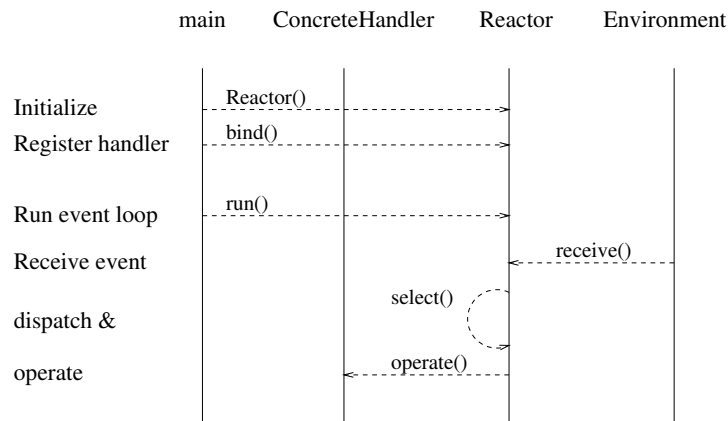 main ConcreteHandler Reactor Environment
Initialize Reactor()
Register handler bind()
Run event loop run()
Receive event receive()
select()
dispatch &
operate operate()